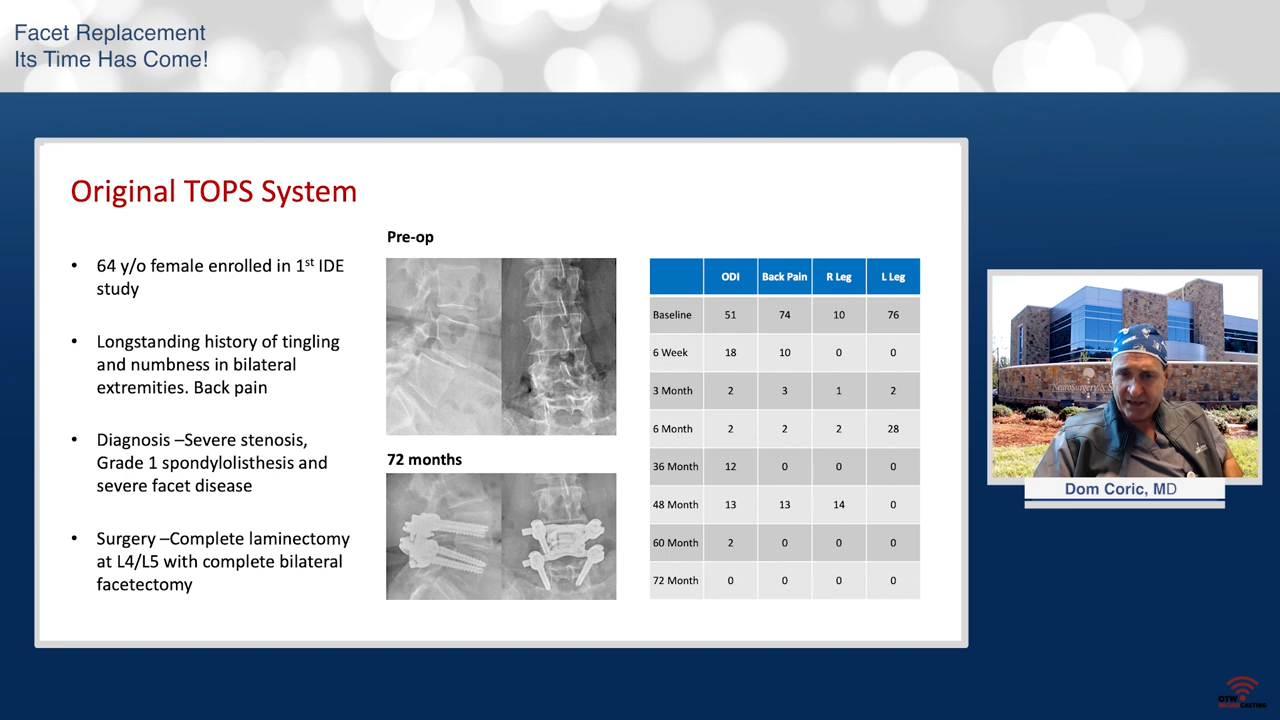 Facet Replacement
Its Time Has Come!
Original TOPS System
• 64 y/o female enrolled in 1st IDE
study
• Longstanding history of tingling
and numbness in bilateral
extremities. Back pain
• Diagnosis –Severe stenosis,
Grade 1 spondylolisthesis and
severe facet disease
• Surgery –Complete laminectomy
at L4/L5 with complete bilateral
facetectomy
Pre-op
72 months
ODI Back Pain R Leg L Leg
Baseline 51 74 10 76
6 Week 18 10 0 0
3 Month 2 3 1 2
6 Month 2 2 2 28
36 Month 12 0 0 0
48 Month 13 13 14 0
60 Month 2 0 0 0
72 Month 0 0 0 0
Dom Coric, MD
OTW
BROADCASTING